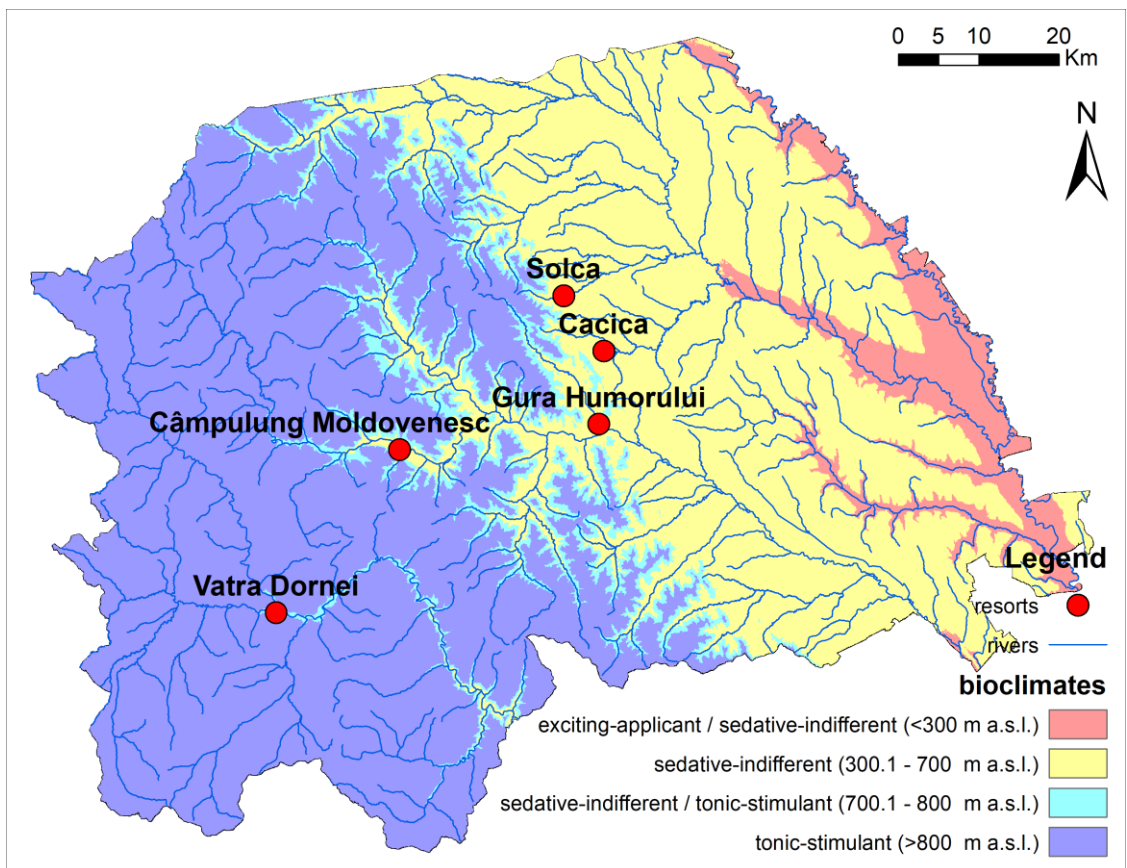 0 5 10 20
Km
N
Solca
Cacica
Gura Humorului
Câmpulung Moldovenesc
Vatra Dornei
Legend
resorts
rivers
bioclimates
exciting-applicant / sedative-indifferent (<300 m a.s.l.)
sedative-indifferent (300.1 - 700 m a.s.l.)
sedative-indifferent / tonic-stimulant (700.1 - 800 m a.s.l.)
tonic-stimulant (>800 m a.s.l.)